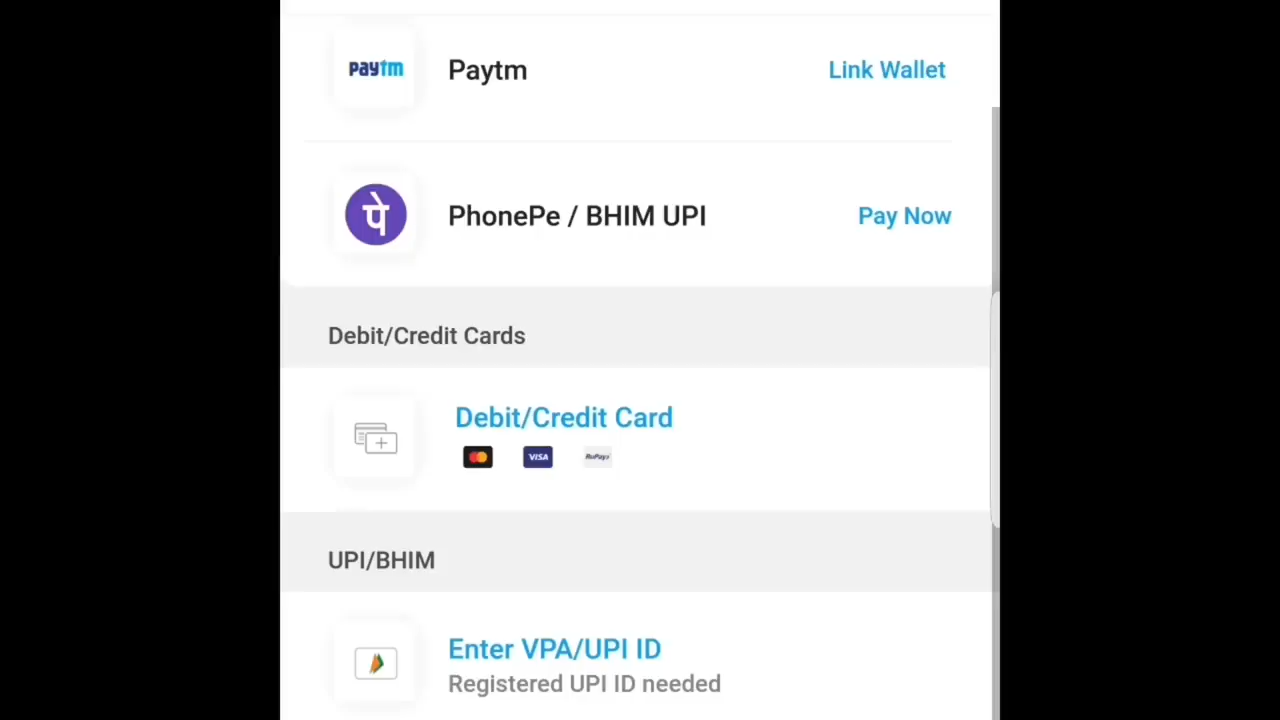 paytm
Paytm
Link Wallet
पे
PhonePe / BHIM UPI
Pay Now
Debit/Credit Cards
Debit/Credit Card
VISA
RuPay
UPI/BHIM
Enter VPA/UPI ID
Registered UPI ID needed